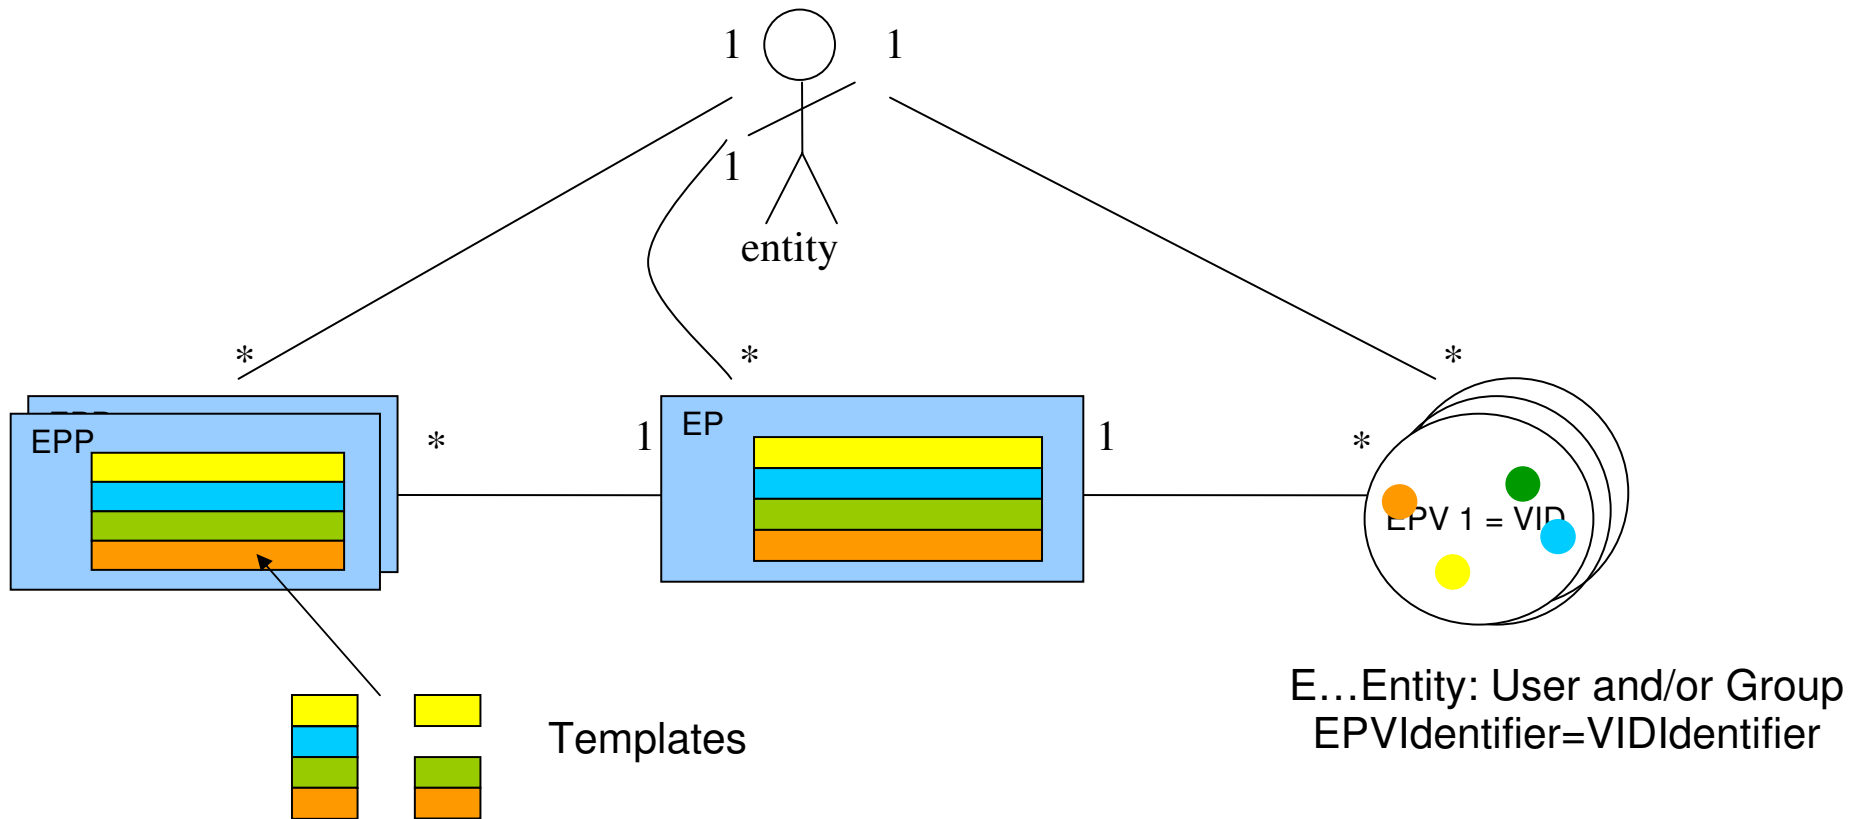 1 1
1
entity
* * *
EPP
EPP
* 1
EP
1 *
EPV 1 = VID
E...Entity: User and/or Group
EPVIdentifier=VIDIdentifier
Templates